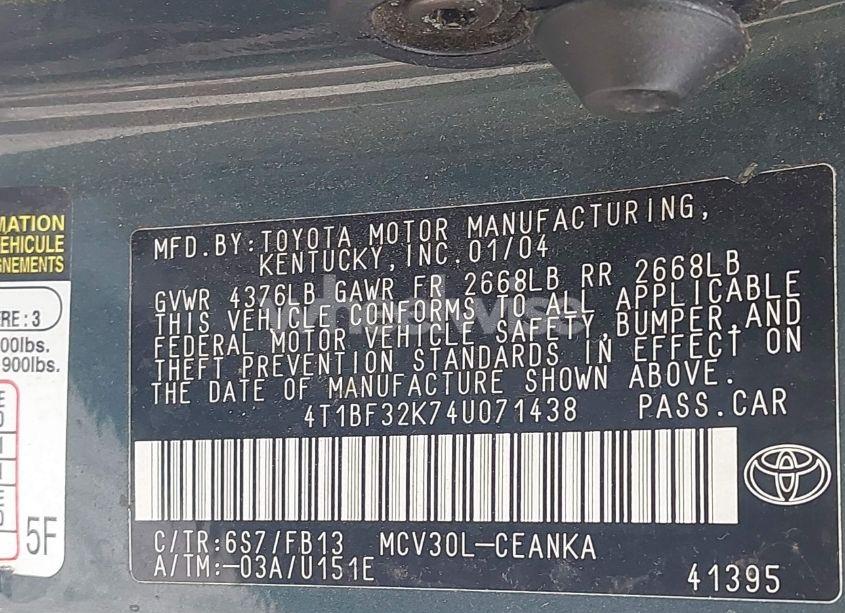 MATION
EHICULE
GNEMENTS
RE : 3
00lbs.
900lbs.
5F
MFD.BY:TOYOTA MOTOR MANUFACTURING,
KENTUCKY, INC. 01/04
GVWR 4376LB GAWR FR 2668LB RR 2668LB
THIS VEHICLE CONFORMS TO ALL APPLICABLE
FEDERAL MOTOR VEHICLE SAFETY, BUMPER, AND
THEFT PREVENTION STANDARDS IN EFFECT ON
THE DATE OF MANUFACTURE SHOWN ABOVE.
4T1BF32K74U071438 PASS.CAR
C/TR:6S7/FB13 MCV30L-CEANKA
A/TM:-03A/U151E
41395